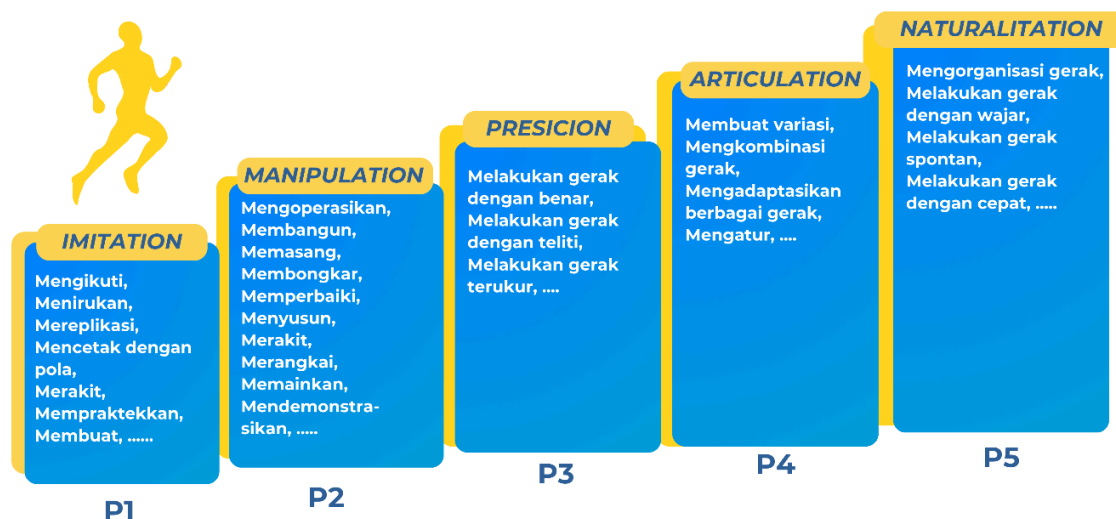 IMITATION
Mengikuti,
Menirukan,
Mereplikasi,
Mencetak dengan
pola,
Merakit,
Mempraktekkan,
Membuat, ......
P1
MANIPULATION
Mengoperasikan,
Membangun,
Memasang,
Membongkar,
Memperbaiki,
Menyusun,
Merakit,
Merangkai,
Memainkan,
Mendemonstra-
sikan, .....
P2
PRESICION
Melakukan gerak
dengan benar,
Melakukan gerak
dengan teliti,
Melakukan gerak
terukur, ....
P3
ARTICULATION
Membuat variasi,
Mengkombinasi
gerak,
Mengadaptasikan
berbagai gerak,
Mengatur, ....
P4
NATURALITATION
Mengorganisasi gerak,
Melakukan gerak
dengan wajar,
Melakukan gerak
spontan,
Melakukan gerak
dengan cepat, .....
P5